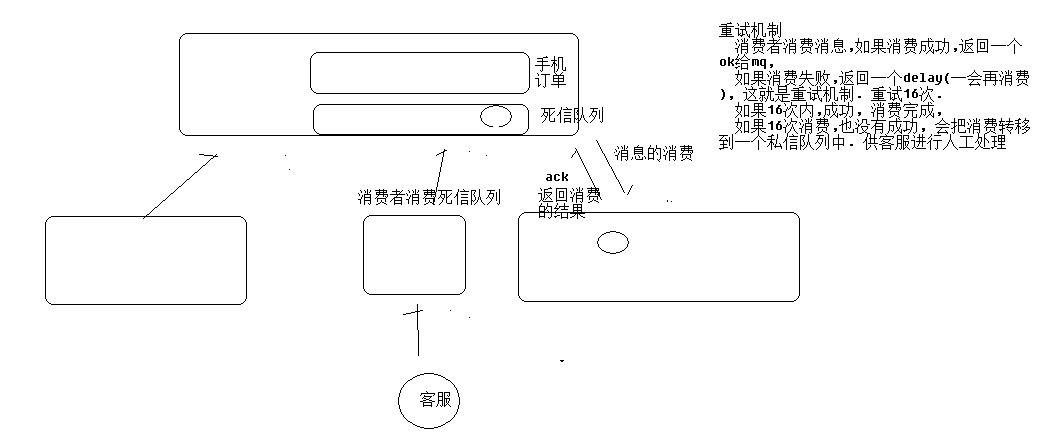 重试机制
消费者消费消息,如果消费成功,返回一个
ok给mq,
如果消费失败,返回一个delay(一会再消费
), 这就是重试机制. 重试16次.
如果16次内,成功, 消费完成,
如果16次消费,也没有成功, 会把消费转移
到一个私信队列中. 供客服进行人工处理
手机
订单
死信队列
消息的消费
ack
返回消费
的结果
消费者消费死信队列
客服